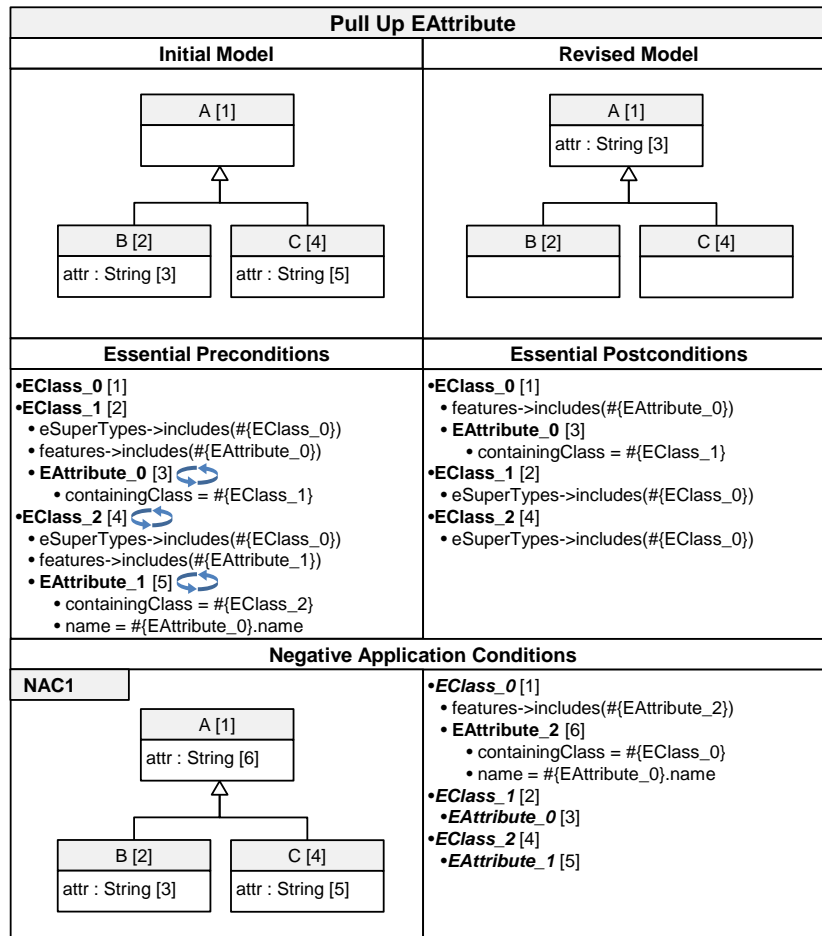 Pull Up EAttribute
Initial Model
Revised Model
A [1]
B [2]
C [4]
attr : String [3]
attr : String [5]
A [1]
attr : String [3]
B [2]
C [4]
Essential Preconditions
•EClass_0 [1]
•EClass_1 [2]
• eSuperTypes->includes(#{EClass_0})
• features->includes(#{EAttribute_0})
• EAttribute_0 [3]
• containingClass = #{EClass_1}
•EClass_2 [4]
• eSuperTypes->includes(#{EClass_0})
• features->includes(#{EAttribute_1})
• EAttribute_1 [5]
• containingClass = #{EClass_2}
• name = #{EAttribute_0}.name
Essential Postconditions
•EClass_0 [1]
• features->includes(#{EAttribute_0})
• EAttribute_0 [3]
• containingClass = #{EClass_1}
•EClass_1 [2]
• eSuperTypes->includes(#{EClass_0})
•EClass_2 [4]
• eSuperTypes->includes(#{EClass_0})
Negative Application Conditions
NAC1
A [1]
attr : String [6]
B [2]
C [4]
attr : String [3]
attr : String [5]
•EClass_0 [1]
• features->includes(#{EAttribute_2})
• EAttribute_2 [6]
• containingClass = #{EClass_0}
• name = #{EAttribute_0}.name
•EClass_1 [2]
•EAttribute_0 [3]
•EClass_2 [4]
•EAttribute_1 [5]